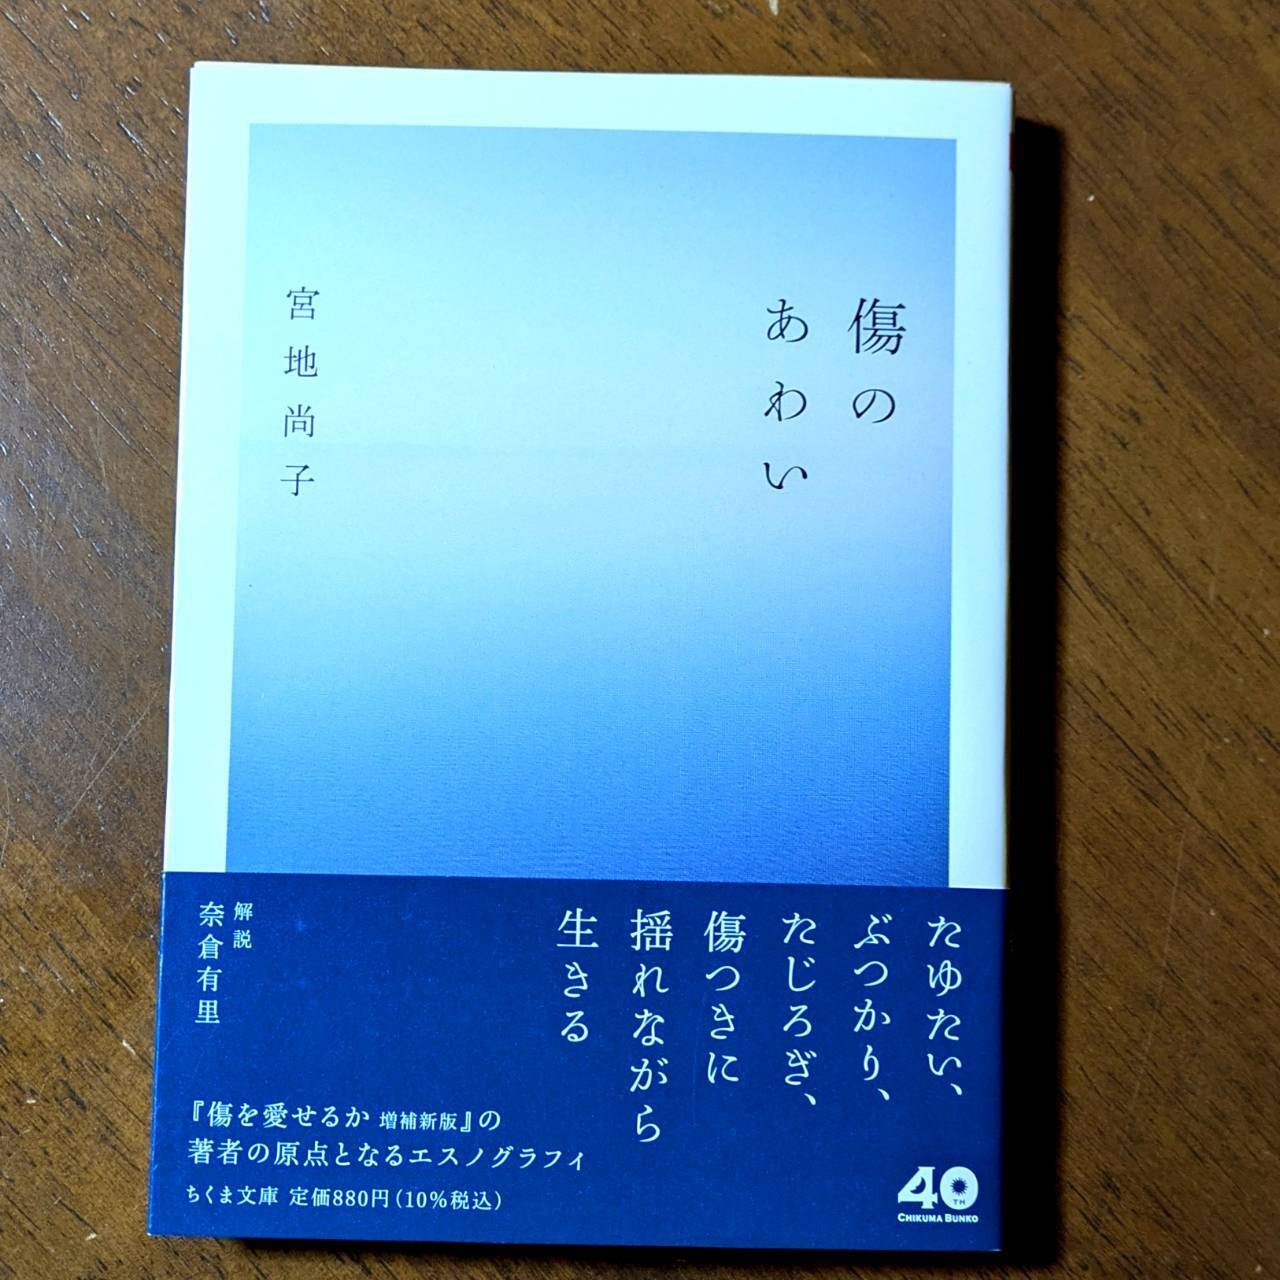 傷の
あわい
宮地尚子
たゆたい、
ぶつかり、
たじろぎ、
傷つきに
揺れながら
生きる
解説
奈倉有里
『傷を愛せるか 増補新版』の
著者の原点となるエスノグラフィ
ちくま文庫 定価880円(10%税込)
40TH
CHIKUMA BUNKO